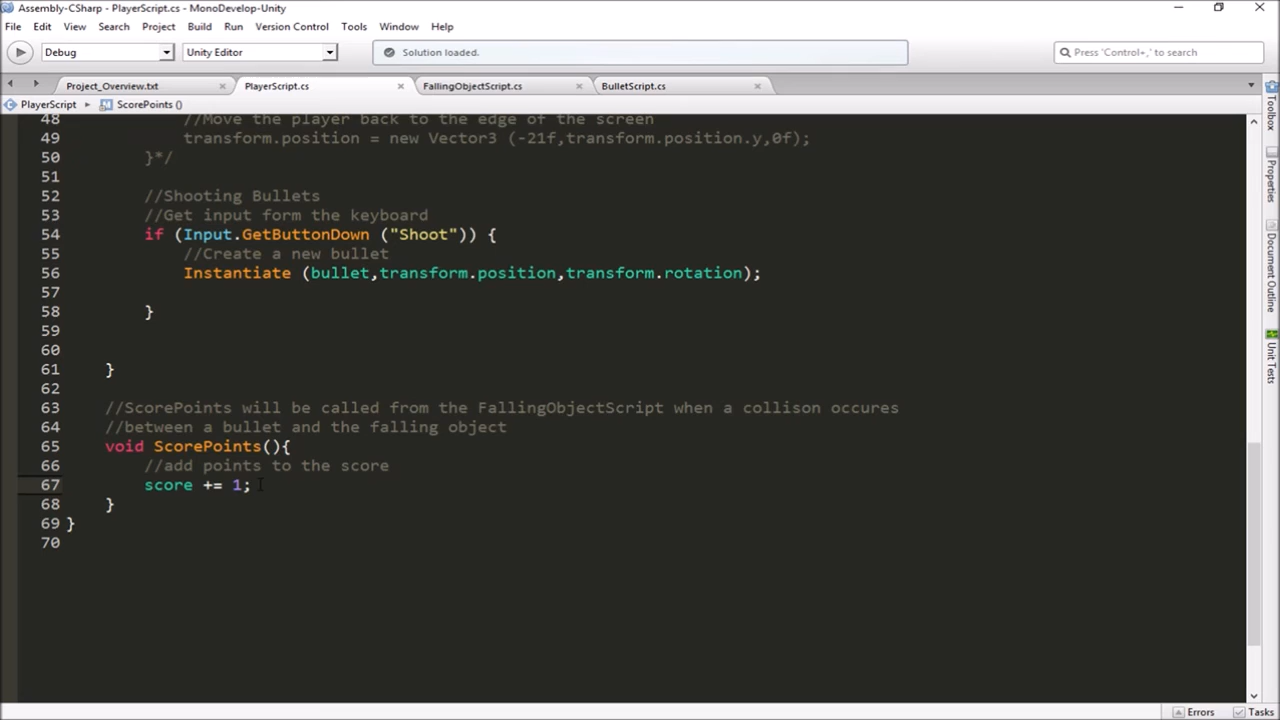 Assembly-CSharp - PlayerScript.cs - MonoDevelop-Unity
File Edit View Search Project Build Run Version Control Tools Window Help
Debug Unity Editor Solution loaded. Press 'Control+,' to search
Project_Overview.txt PlayerScript.cs FallingObjectScript.cs BulletScript.cs
PlayerScript ScorePoints ()
48 //Move the player back to the edge of the screen
49 transform.position = new Vector3 (-21f,transform.position.y,0f);
50 }*/
51
52 //Shooting Bullets
53 //Get input form the keyboard
54 if (Input.GetButtonDown ("Shoot")) {
55 //Create a new bullet
56 Instantiate (bullet,transform.position,transform.rotation);
57
58 }
59
60
61 }
62
63 //ScorePoints will be called from the FallingObjectScript when a collison occures
64 //between a bullet and the falling object
65 void ScorePoints(){
66 //add points to the score
67 score += 1;
68 }
69 }
70
Toolbox
Properties
Document Outline
Unit Tests
Errors Tasks